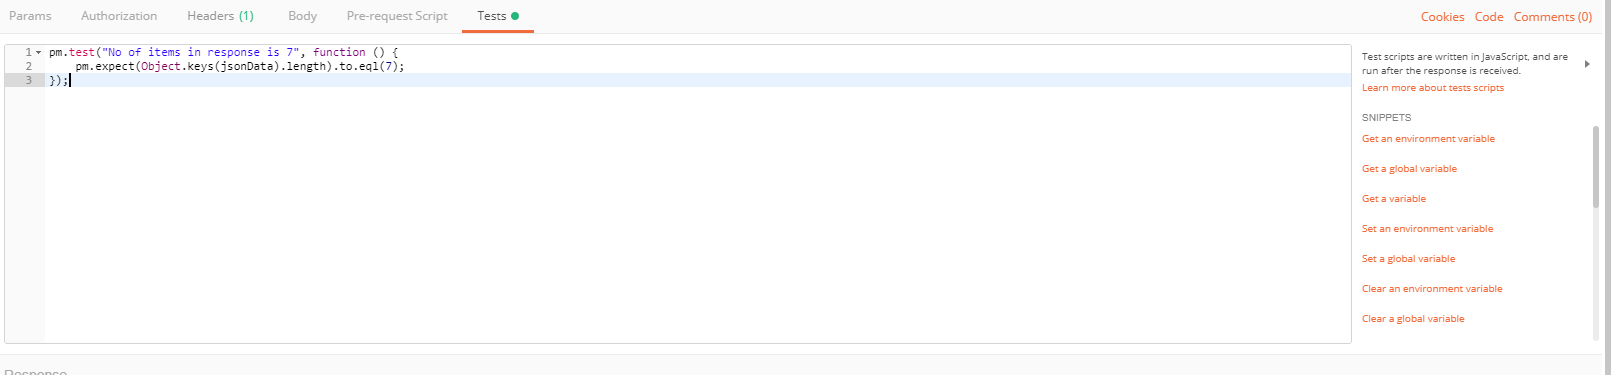 Params Authorization Headers (1) Body Pre-request Script Tests Cookies Code Comments (0)
1 pm.test("No of items in response is 7", function () {
2 pm.expect(Object.keys(jsonData).length).to.eql(7);
3 });
Test scripts are written in JavaScript, and are
run after the response is received.
Learn more about tests scripts
SNIPPETS
Get an environment variable
Get a global variable
Get a variable
Set an environment variable
Set a global variable
Clear an environment variable
Clear a global variable
Response